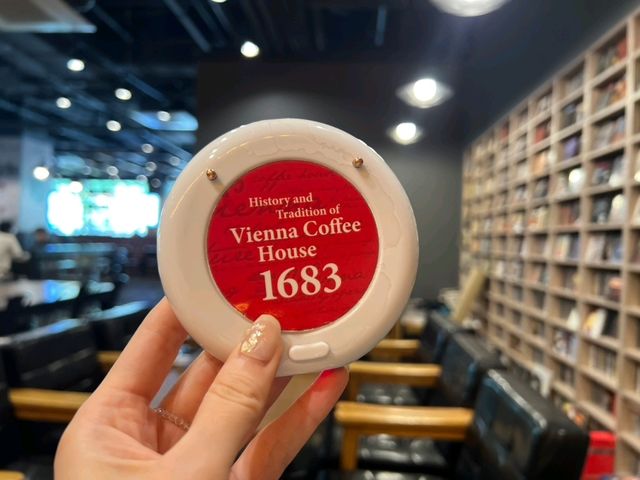 History and
Tradition of
Vienna Coffee
House
1683